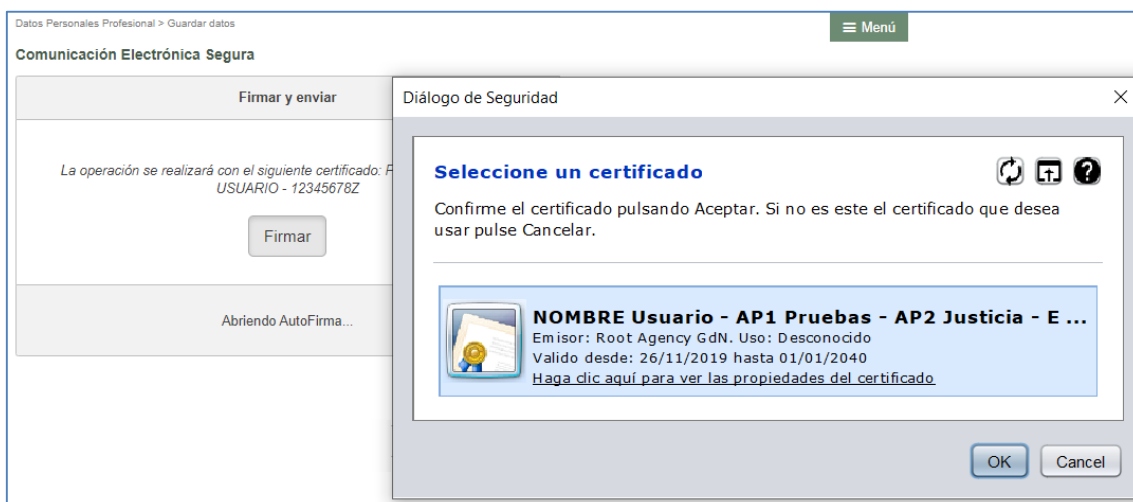 Datos Personales Profesional > Guardar datos
Menú
Comunicación Electrónica Segura
Firmar y enviar
La operación se realizará con el siguiente certificado:
USUARIO - 12345678Z
Firmar
Abriendo AutoFirma...
Diálogo de Seguridad
Seleccione un certificado
Confirme el certificado pulsando Aceptar. Si no es este el certificado que desea
usar pulse Cancelar.
NOMBRE Usuario - AP1 Pruebas - AP2 Justicia - E ...
Emisor: Root Agency GdN. Uso: Desconocido
Valido desde: 26/11/2019 hasta 01/01/2040
Haga clic aquí para ver las propiedades del certificado
OK
Cancel